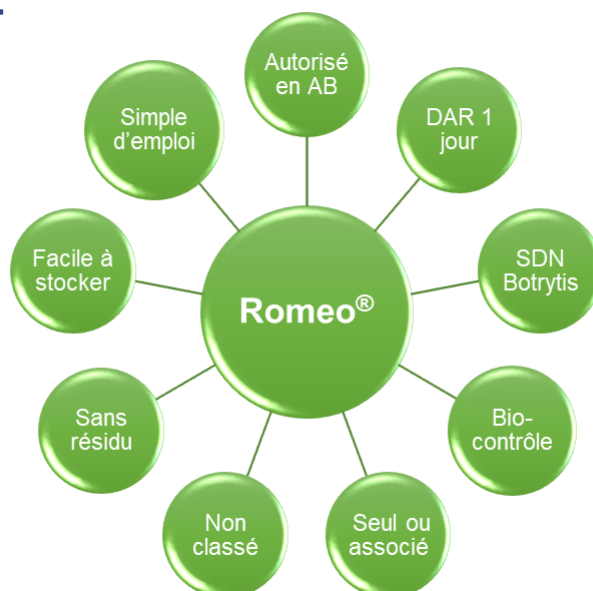 Autorisé
en AB
DAR 1
jour
SDN
Botrytis
Bio-
contrôle
Seul ou
associé
Non
classé
Sans
résidu
Facile à
stocker
Simple
d'emploi
Romeo®